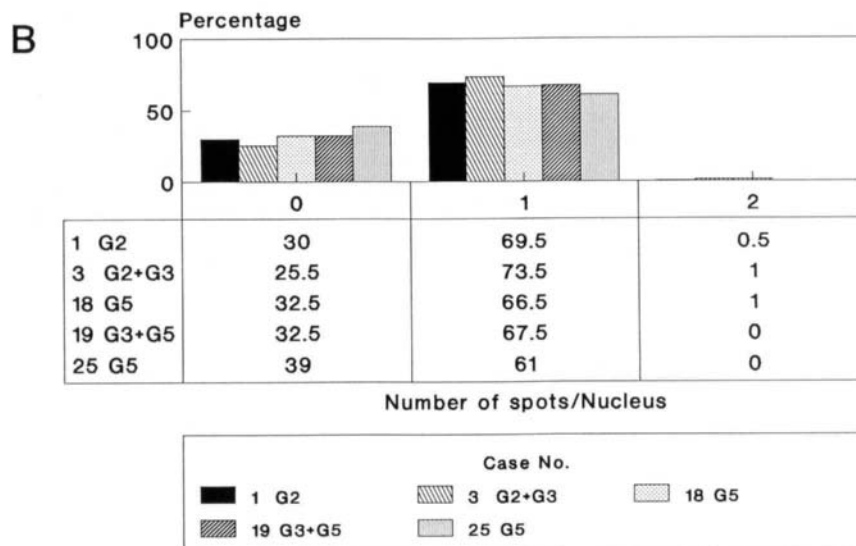 B
Percentage
100
50
0
0 1 2
1 G2 30 69.5 0.5
3 G2+G3 25.5 73.5 1
18 G5 32.5 66.5 1
19 G3+G5 32.5 67.5 0
25 G5 39 61 0
Number of spots/Nucleus
Case No.
1 G2 3 G2+G3 18 G5
19 G3+G5 25 G5